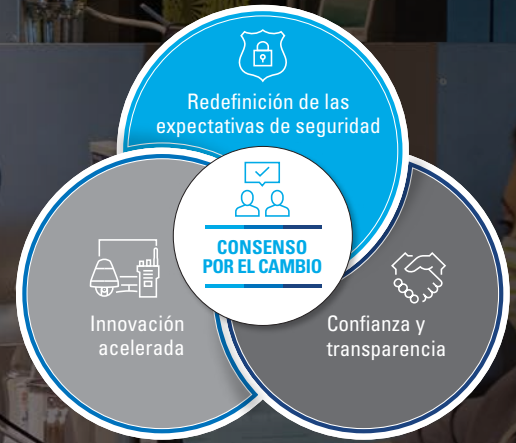 Redefinición de las
expectativas de seguridad
CONSENSO
POR EL CAMBIO
Innovación
acelerada
Confianza y
transparencia